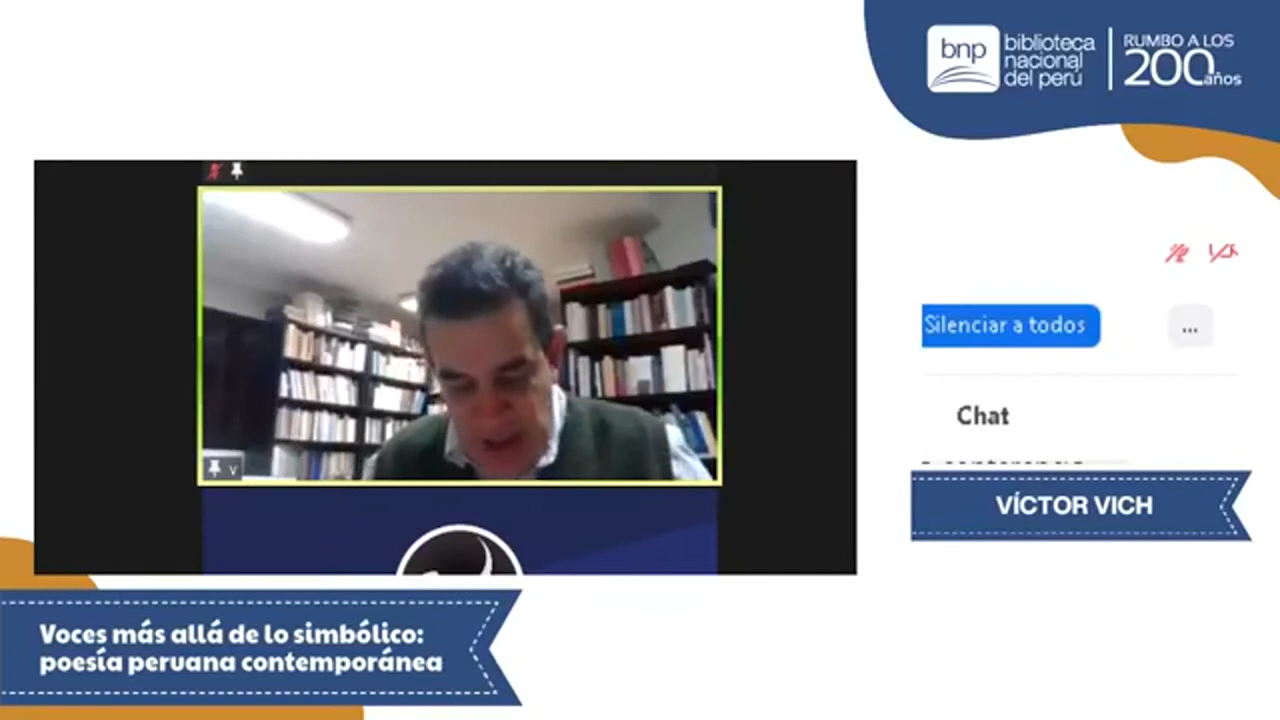 bnp
biblioteca
nacional
del perú
RUMBO A LOS
200
años
Silenciar a todos
...
Chat
VÍCTOR VICH
V
Voces más allá de lo simbólico:
poesía peruana contemporánea